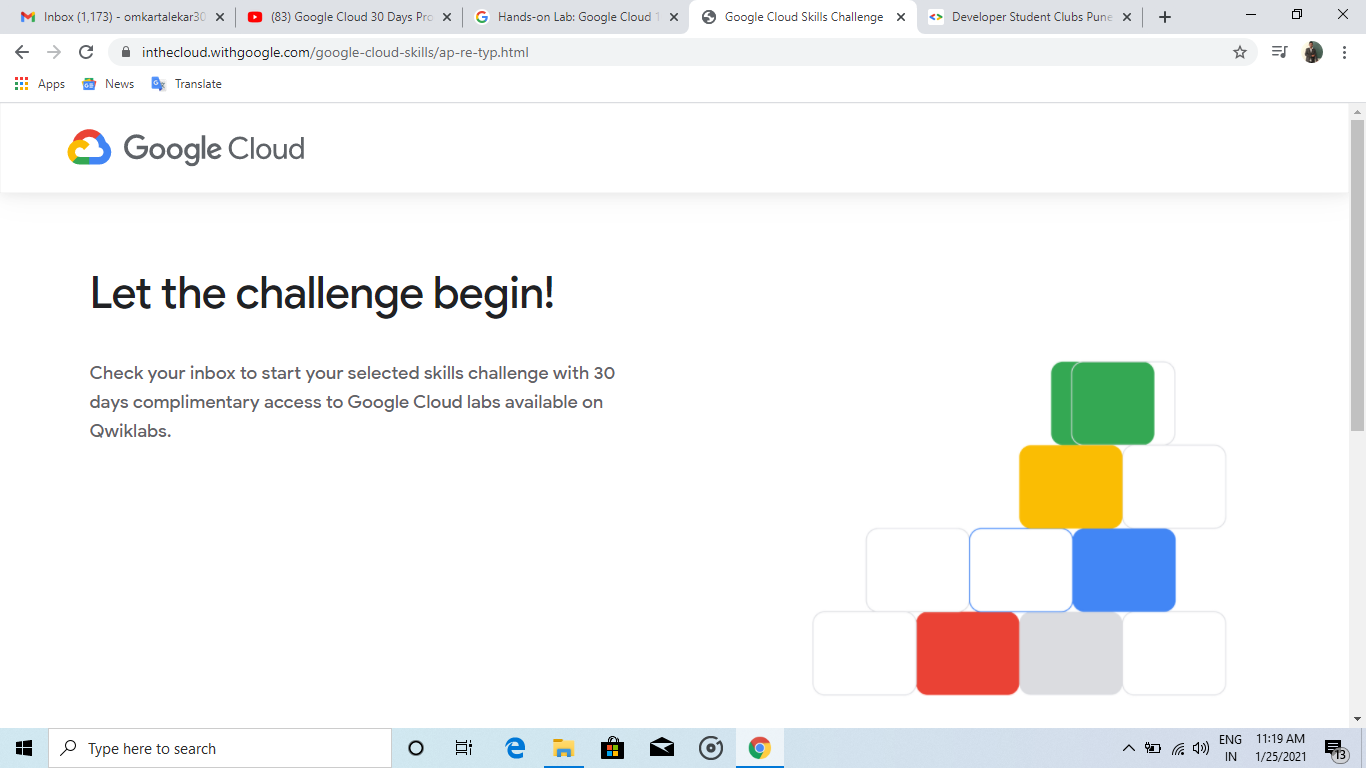 Inbox (1,173) - omkartalekar30
(83) Google Cloud 30 Days Pro
Hands-on Lab: Google Cloud
Google Cloud Skills Challenge
Developer Student Clubs Pune
inthecloud.withgoogle.com/google-cloud-skills/ap-re-typ.html
Apps
News
Translate
Google Cloud
Let the challenge begin!
Check your inbox to start your selected skills challenge with 30
days complimentary access to Google Cloud labs available on
Qwiklabs.
Type here to search
ENG
IN
11:19 AM
1/25/2021
13